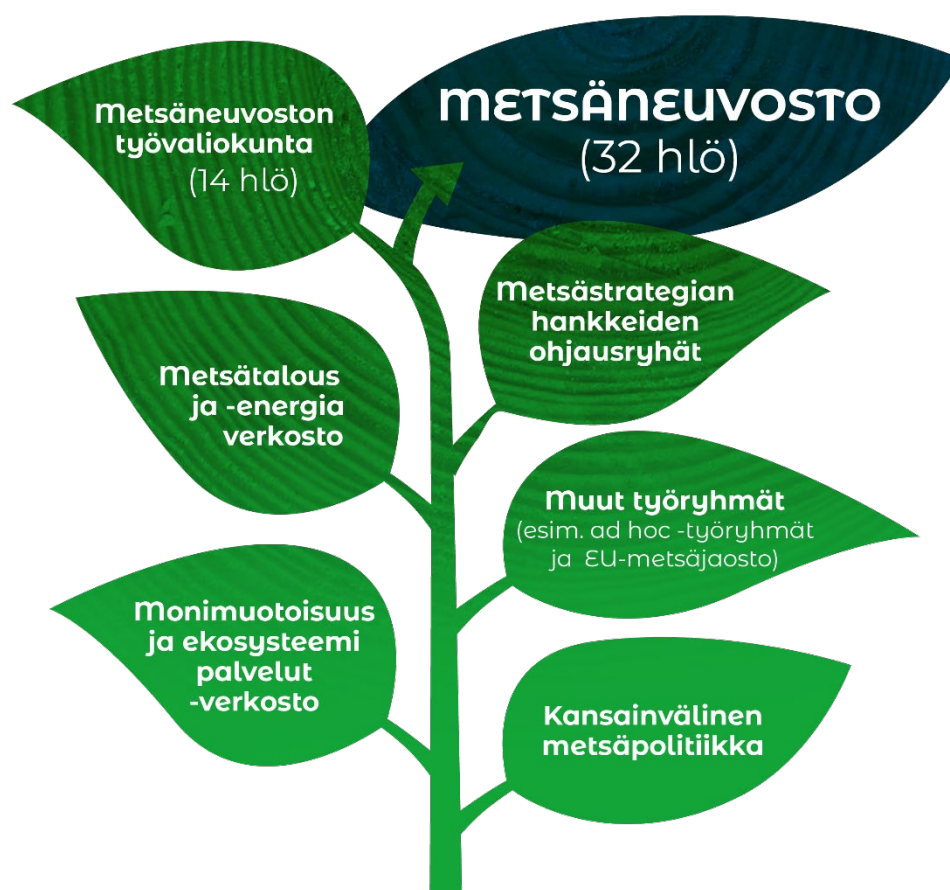 Metsäneuvoston
työvaliokunta
(14 hlö)
METSÄNEUVOSTO
(32 hlö)
Metsästrategian
hankkeiden
ohjausryhät
Metsätalous
ja -energia
verkosto
Muut työryhmät
(esim. ad hoc -työryhmät
ja EU-metsäjaosto)
Monimuotoisuus
ja ekosysteemi
palvelut
-verkosto
Kansainvälinen
metsäpolitiikka